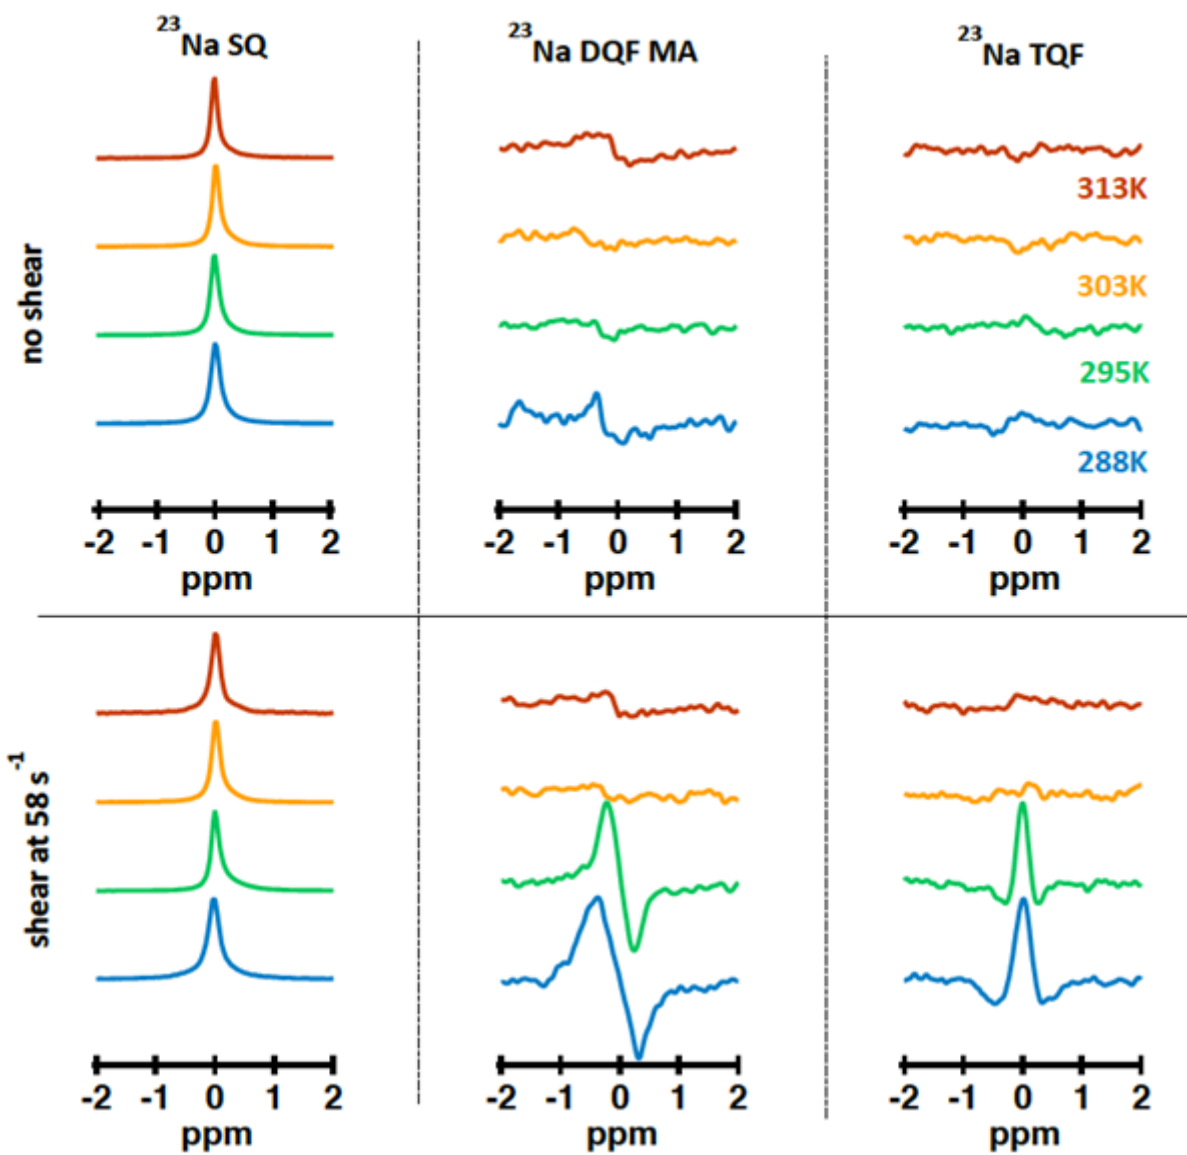 ²³Na SQ
²³Na DQF MA
²³Na TQF
no shear
313K
303K
295K
288K
-2 -1 0 1 2
ppm
-2 -1 0 1 2
ppm
-2 -1 0 1 2
ppm
shear at 58 s⁻¹
-2 -1 0 1 2
ppm
-2 -1 0 1 2
ppm
-2 -1 0 1 2
ppm